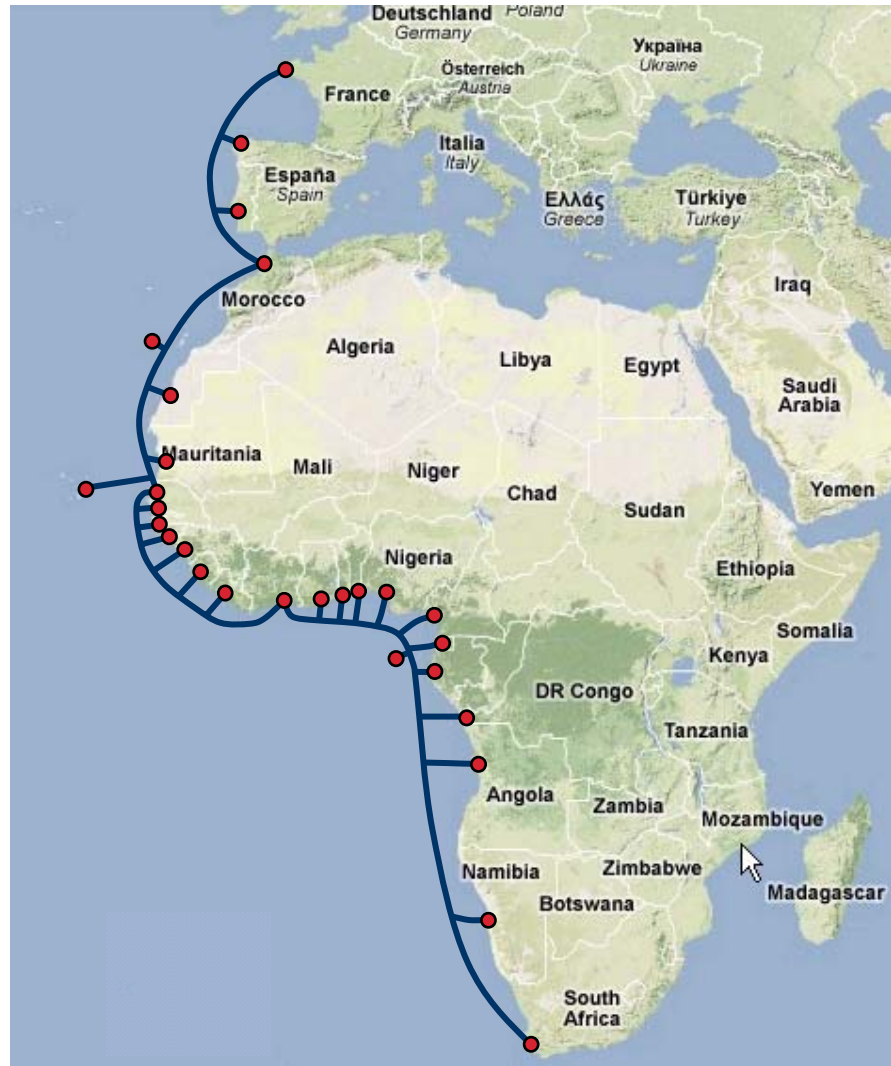 Deutschland
Germany
Poland
Україна
Ukraine
Österreich
Austria
France
Italia
Italy
España
Spain
Ελλάς
Greece
Türkiye
Turkey
Morocco
Iraq
Algeria
Libya
Egypt
Saudi
Arabia
Mauritania
Mali
Niger
Chad
Sudan
Yemen
Nigeria
Ethiopia
Somalia
Kenya
DR Congo
Tanzania
Angola
Zambia
Mozambique
Namibia
Zimbabwe
Botswana
Madagascar
South
Africa